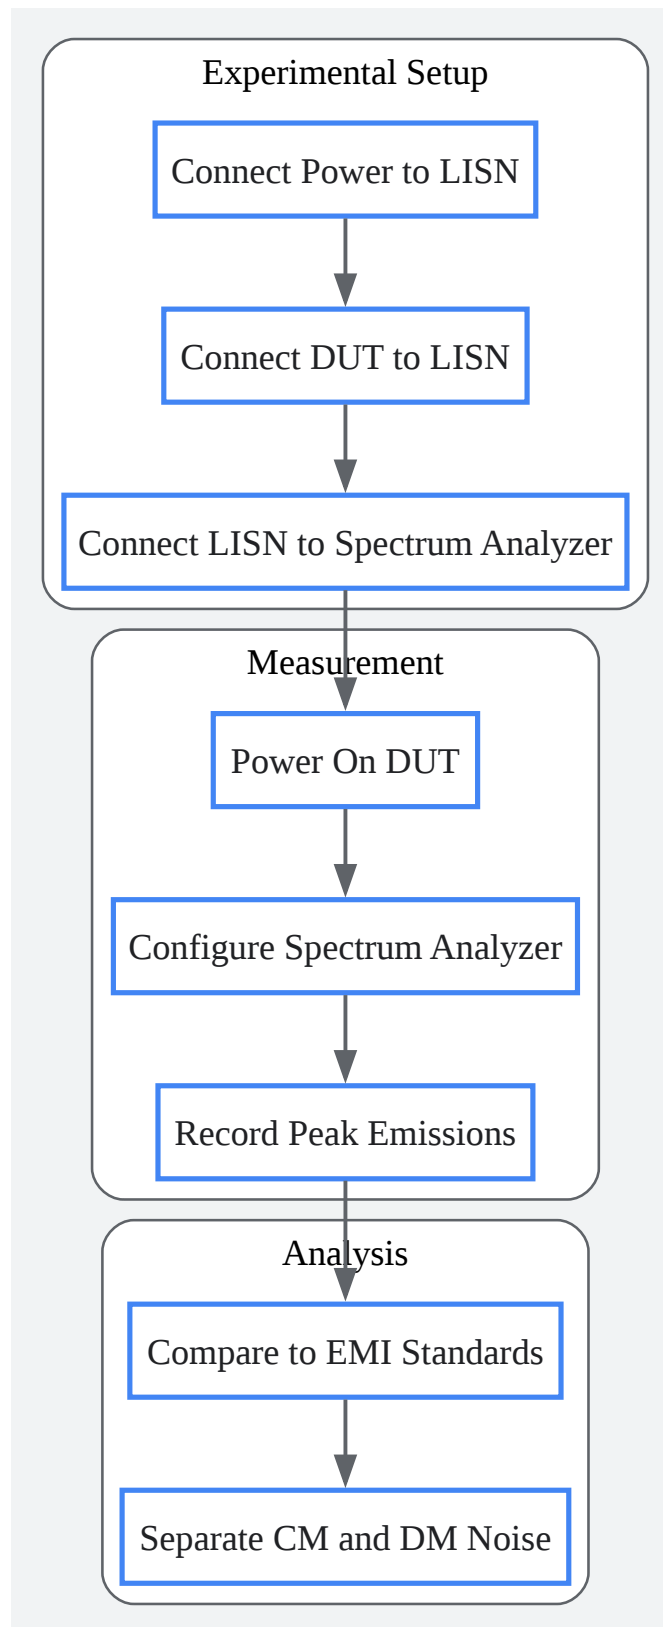 Experimental Setup
Connect Power to LISN
Connect DUT to LISN
Connect LISN to Spectrum Analyzer
Measurement
Power On DUT
Configure Spectrum Analyzer
Record Peak Emissions
Analysis
Compare to EMI Standards
Separate CM and DM Noise